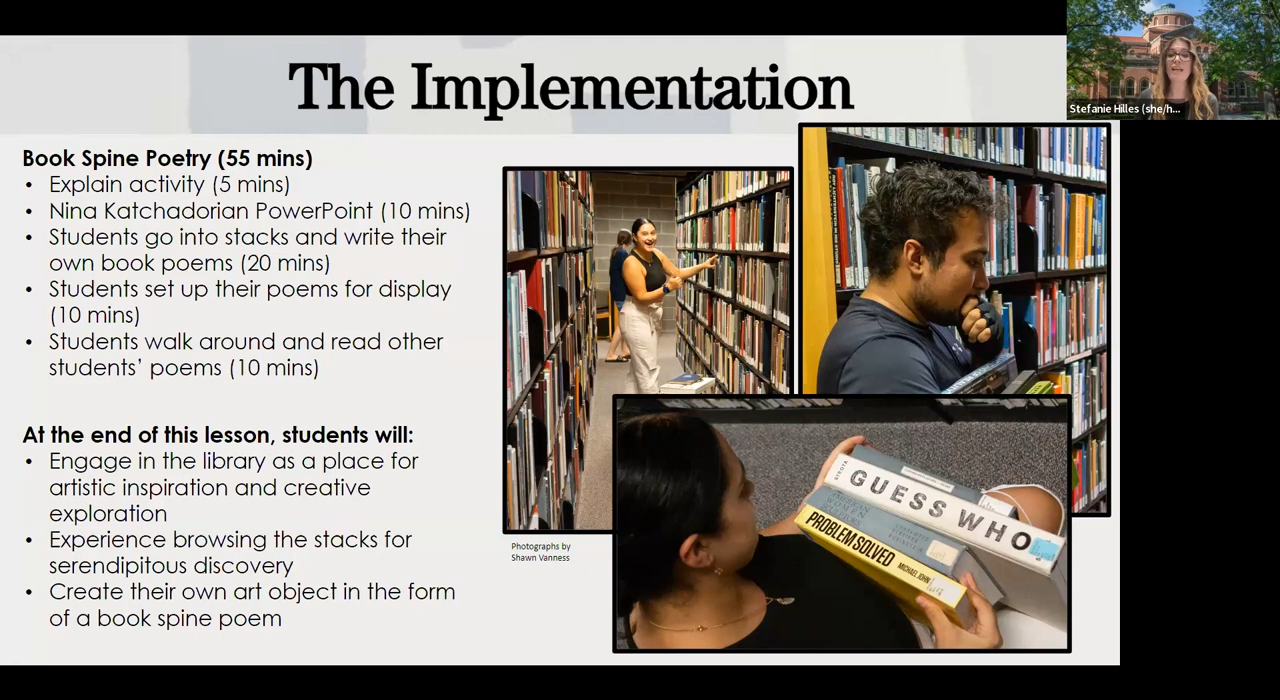 The Implementation
Stefanie Hilles (she/h...
Book Spine Poetry (55 mins)
• Explain activity (5 mins)
• Nina Katchadorian PowerPoint (10 mins)
• Students go into stacks and write their
own book poems (20 mins)
• Students set up their poems for display
(10 mins)
• Students walk around and read other
students’ poems (10 mins)
At the end of this lesson, students will:
• Engage in the library as a place for
artistic inspiration and creative
exploration
• Experience browsing the stacks for
serendipitous discovery
• Create their own art object in the form
of a book spine poem
Photographs by
Shawn Vanness
GUESS WHO
PROBLEM SOLVED MICHAEL JOHN